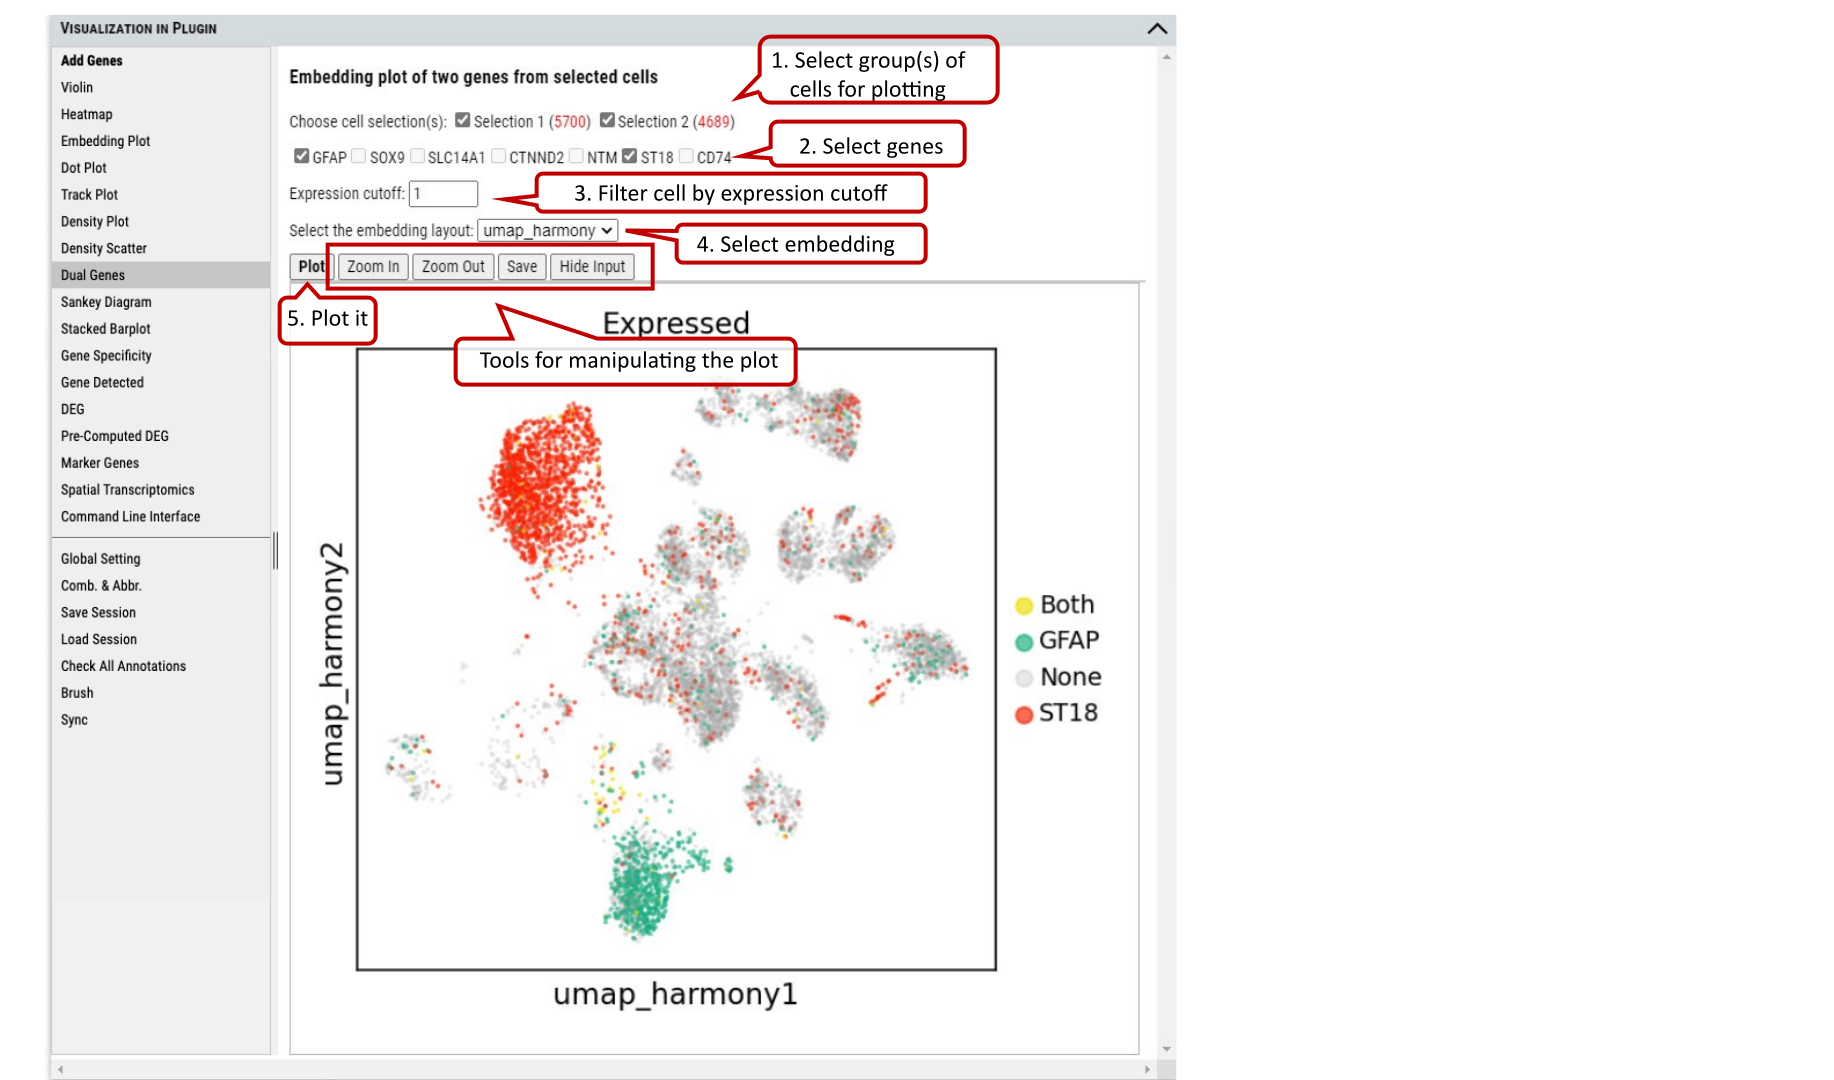 VISUALIZATION IN PLUGIN
Add Genes
Violin
Heatmap
Embedding Plot
Dot Plot
Track Plot
Density Plot
Density Scatter
Dual Genes
Sankey Diagram
Stacked Barplot
Gene Specificity
Gene Detected
DEG
Pre-Computed DEG
Marker Genes
Spatial Transcriptomics
Command Line Interface
Global Setting
Comb. & Abbr.
Save Session
Load Session
Check All Annotations
Brush
Sync
Embedding plot of two genes from selected cells
1. Select group(s) of
cells for plotting
Choose cell selection(s): Selection 1 (5700) Selection 2 (4689)
GFAP SOX9 SLC14A1 CTNND2 NTM ST18 CD74
2. Select genes
Expression cutoff: 1
3. Filter cell by expression cutoff
Select the embedding layout: umap_harmony
4. Select embedding
Plot Zoom In Zoom Out Save Hide Input
5. Plot it
Expressed
Tools for manipulating the plot
umap_harmony2
Both
GFAP
None
ST18
umap_harmony1